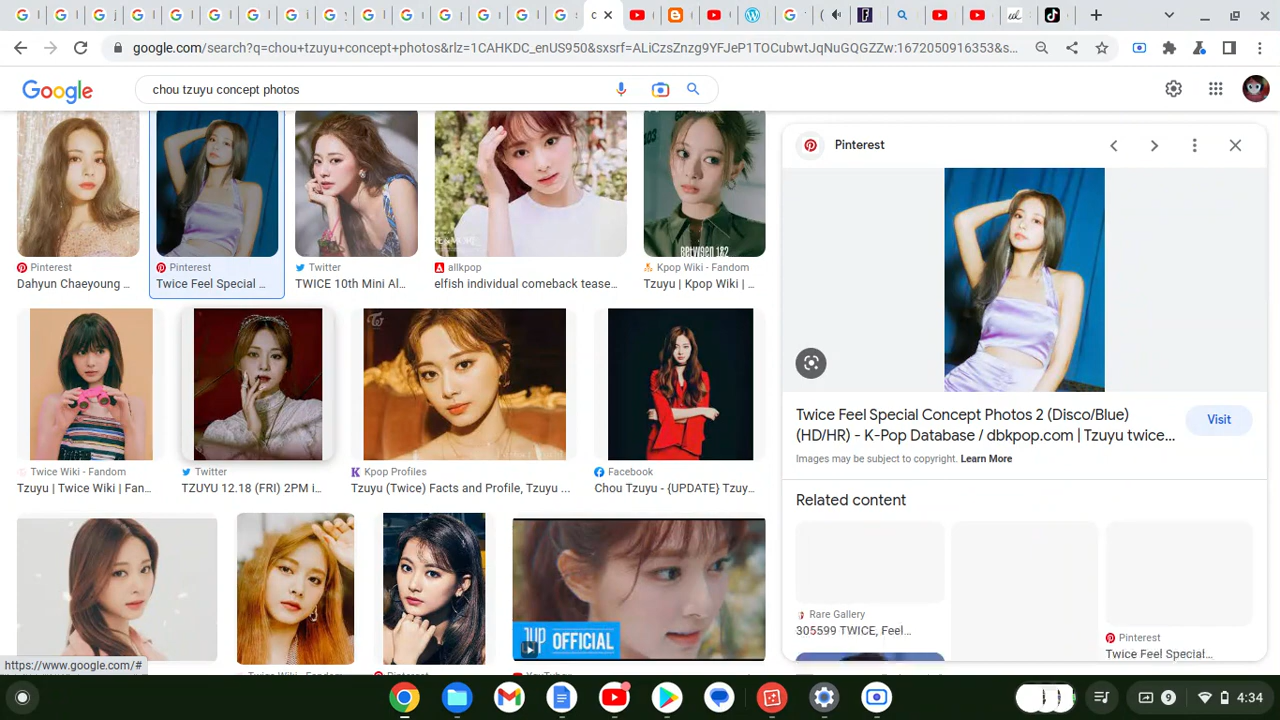 google.com/search?q=chou+tzuyu+concept+photos&rlz=1CAHKDC_enUS950&sxsrf=ALiCzsZnzg9YFJeP1TOCubwtJqNuGQGZZw:1672050916353&s...
Google
chou tzuyu concept photos
Pinterest
Between 1&2
Pinterest
Dahyun Chaeyoung ...
Pinterest
Twice Feel Special ...
Twitter
TWICE 10th Mini Al...
allkpop
elfish individual comeback tease...
Kpop Wiki - Fandom
Tzuyu | Kpop Wiki | ...
Twice Wiki - Fandom
Tzuyu | Twice Wiki | Fan...
Twitter
TZUYU 12.18 (FRI) 2PM i...
Kpop Profiles
Tzuyu (Twice) Facts and Profile, Tzuyu ...
Facebook
Chou Tzuyu - {UPDATE} Tzuy...
Twice Feel Special Concept Photos 2 (Disco/Blue)
(HD/HR) - K-Pop Database / dbkpop.com | Tzuyu twice...
Visit
Images may be subject to copyright. Learn More
Related content
Rare Gallery
305599 TWICE, Feel...
Pinterest
Twice Feel Special...
JYP OFFICIAL
https://www.google.com/#
9
4:34